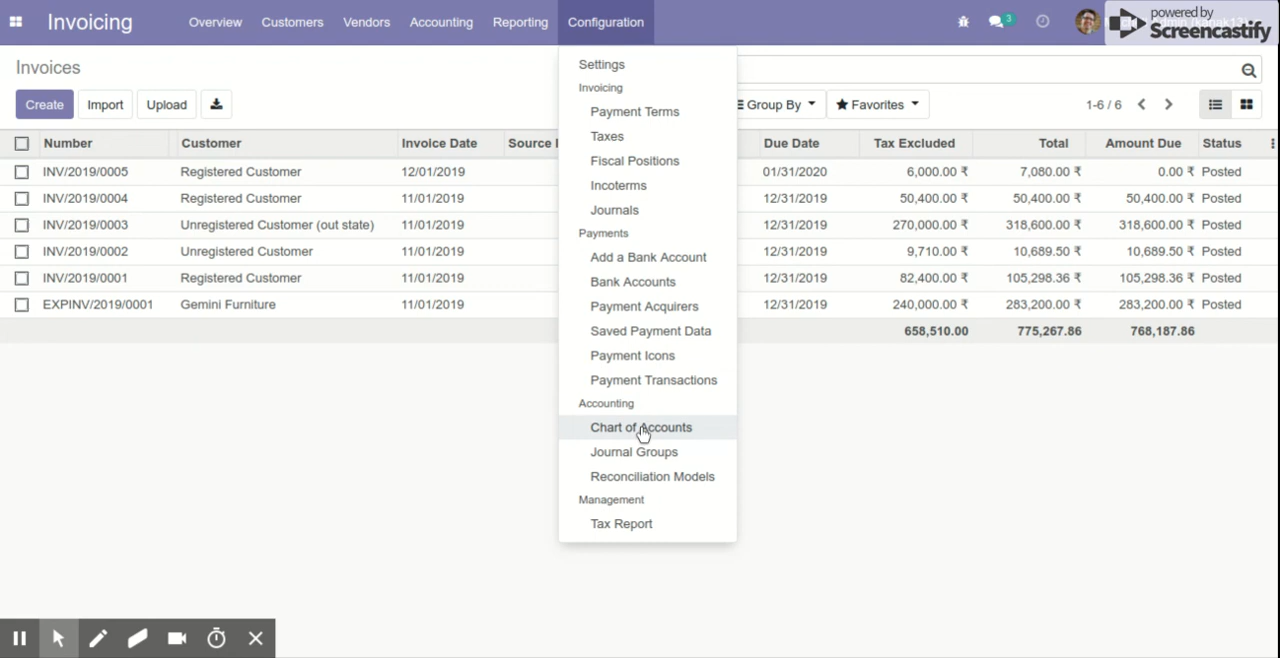 Invoicing Overview Customers Vendors Accounting Reporting Configuration 3 powered by
Screencastify
Invoices
Create Import Upload Group By Favorites 1-6 / 6
Number Customer Invoice Date Source Due Date Tax Excluded Total Amount Due Status
INV/2019/0005 Registered Customer 12/01/2019 01/31/2020 6,000.00 ₹ 7,080.00 ₹ 0.00 ₹ Posted
INV/2019/0004 Registered Customer 11/01/2019 12/31/2019 50,400.00 ₹ 50,400.00 ₹ 50,400.00 ₹ Posted
INV/2019/0003 Unregistered Customer (out state) 11/01/2019 12/31/2019 270,000.00 ₹ 318,600.00 ₹ 318,600.00 ₹ Posted
INV/2019/0002 Unregistered Customer 11/01/2019 12/31/2019 9,710.00 ₹ 10,689.50 ₹ 10,689.50 ₹ Posted
INV/2019/0001 Registered Customer 11/01/2019 12/31/2019 82,400.00 ₹ 105,298.36 ₹ 105,298.36 ₹ Posted
EXPINV/2019/0001 Gemini Furniture 11/01/2019 12/31/2019 240,000.00 ₹ 283,200.00 ₹ 283,200.00 ₹ Posted
658,510.00 775,267.86 768,187.86
Settings
Invoicing
Payment Terms
Taxes
Fiscal Positions
Incoterms
Journals
Payments
Add a Bank Account
Bank Accounts
Payment Acquirers
Saved Payment Data
Payment Icons
Payment Transactions
Accounting
Chart of Accounts
Journal Groups
Reconciliation Models
Management
Tax Report